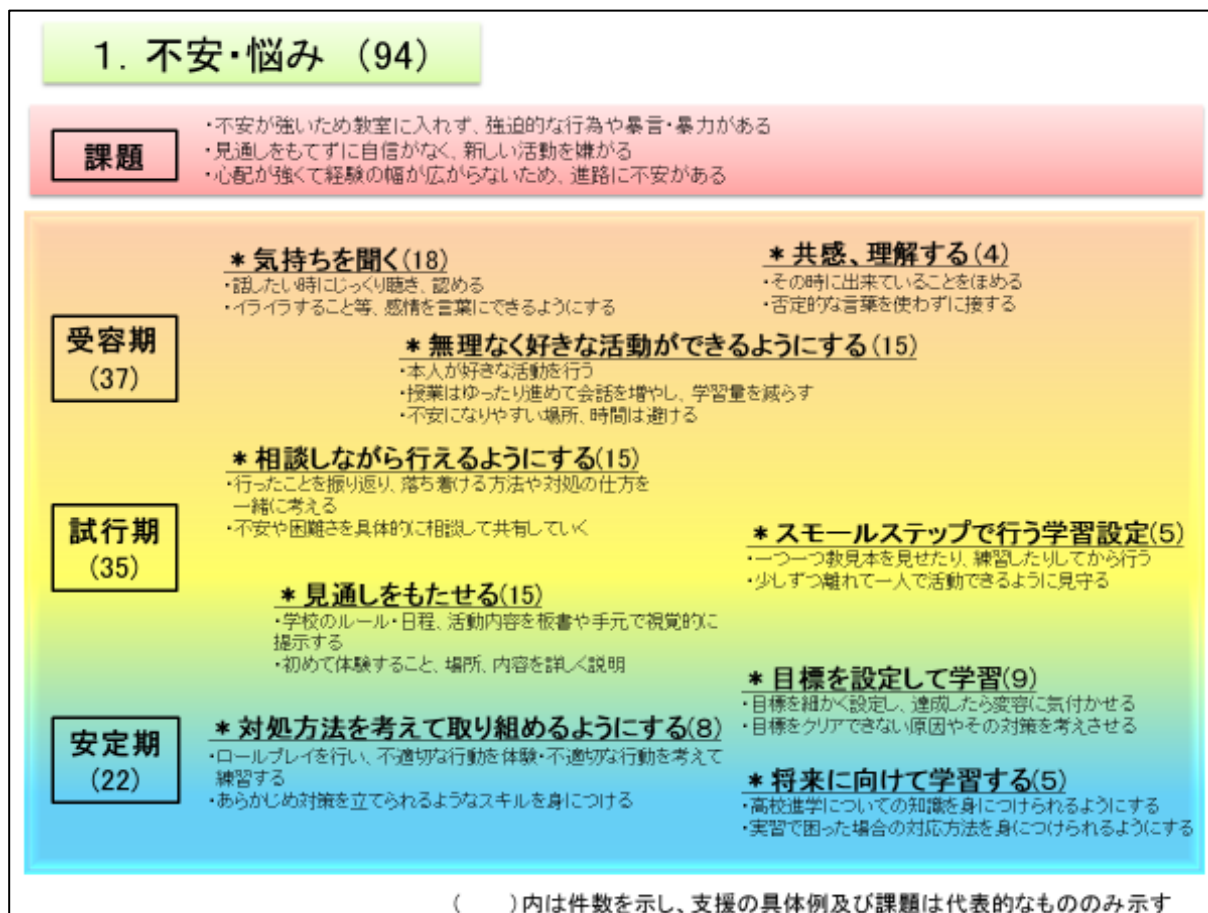 1．不安・悩み （94）
課題
・不安が強いため教室に入れず、強迫的な行為や暴言・暴力がある
・見通しをもてずに自信がなく、新しい活動を嫌がる
・心配が強くて経験の幅が広がらないため、進路に不安がある
受容期
(37)
＊気持ちを聞く(18)
・話したい時にじっくり聴き、認める
・イライラすること等、感情を言葉にできるようにする
＊共感、理解する(4)
・その時に出来ていることをほめる
・否定的な言葉を使わずに接する
＊無理なく好きな活動ができるようにする(15)
・本人が好きな活動を行う
・授業はゆったり進めて会話を増やし、学習量を減らす
・不安になりやすい場所、時間は避ける
試行期
(35)
＊相談しながら行えるようにする(15)
・行ったことを振り返り、落ち着ける方法や対処の仕方を
一緒に考える
・不安や困難さを具体的に相談して共有していく
＊スモールステップで行う学習設定(5)
・一つ一つ教見本を見せたり、練習したりしてから行う
・少しずつ離れて一人で活動できるように見守る
＊見通しをもたせる(15)
・学校のルール・日程、活動内容を板書や手元で視覚的に
提示する
・初めて体験すること、場所、内容を詳しく説明
＊目標を設定して学習(9)
・目標を細かく設定し、達成したら変容に気付かせる
・目標をクリアできない原因やその対策を考えさせる
安定期
(22)
＊対処方法を考えて取り組めるようにする(8)
・ロールプレイを行い、不適切な行動を体験・不適切な行動を考えて
練習する
・あらかじめ対策を立てられるようなスキルを身につける
＊将来に向けて学習する(5)
・高校進学についての知識を身につけられるようにする
・実習で困った場合の対応方法を身につけられるようにする
（　　）内は件数を示し、支援の具体例及び課題は代表的なもののみ示す